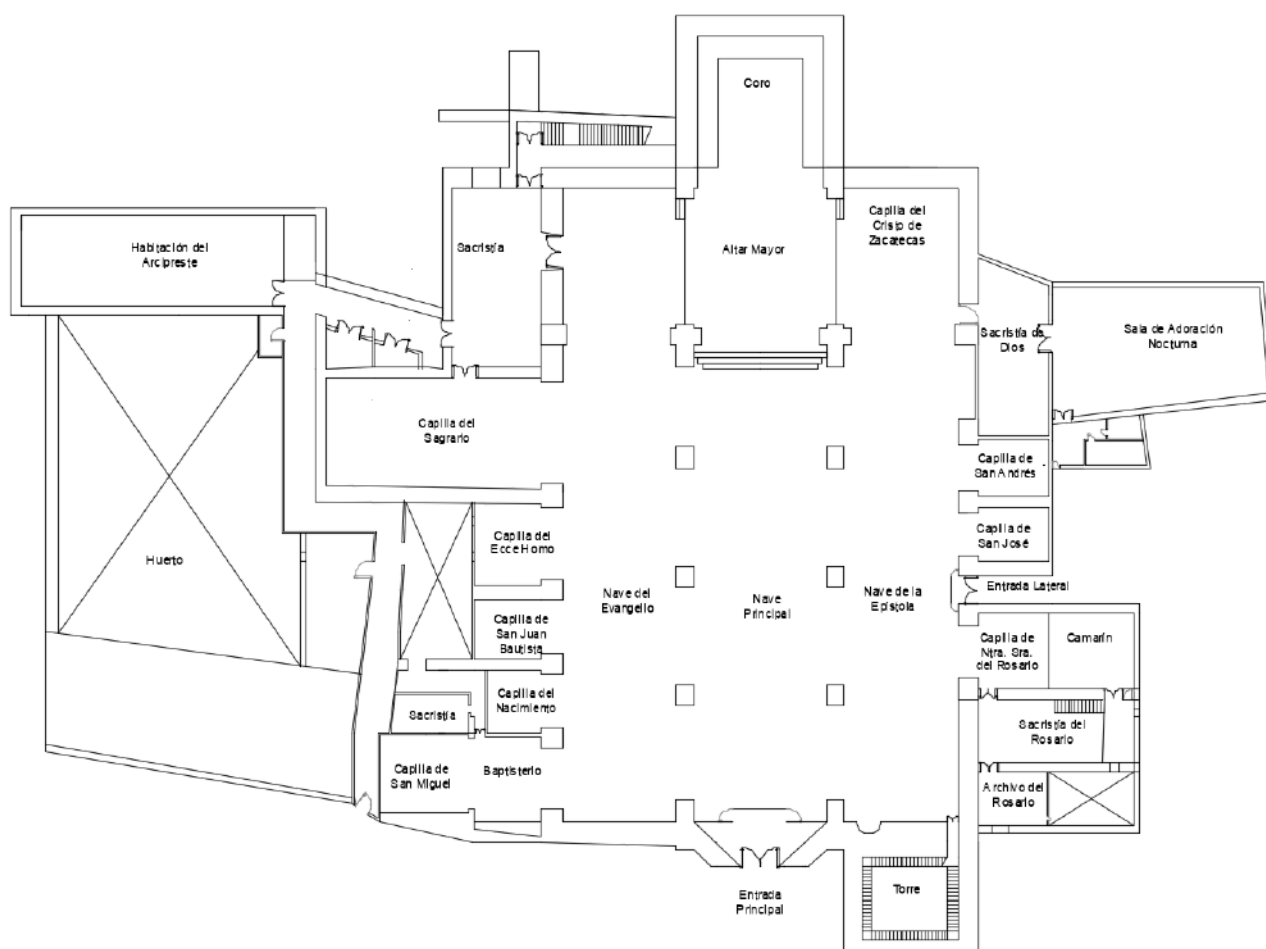 Coro
Capilla del
Cristo de
Zacatecas
Habitación del
Arcipreste
Sacristía
Altar Mayor
Sacristía de
Dios
Sala de Adoración
Nocturna
Capilla del
Sagrario
Capilla de
San Andrés
Capilla del
Ecce Homo
Capilla de
San José
Huerto
Nave del
Evangelio
Nave
Principal
Nave de la
Epístola
Entrada Lateral
Capilla de
San Juan
Bautista
Capilla de
Ntra. Sra.
del Rosario
Camarín
Capilla del
Nacimiento
Sacristía
Sacristía del
Rosario
Capilla de
San Miguel
Baptisterio
Archivo del
Rosario
Entrada
Principal
Torre